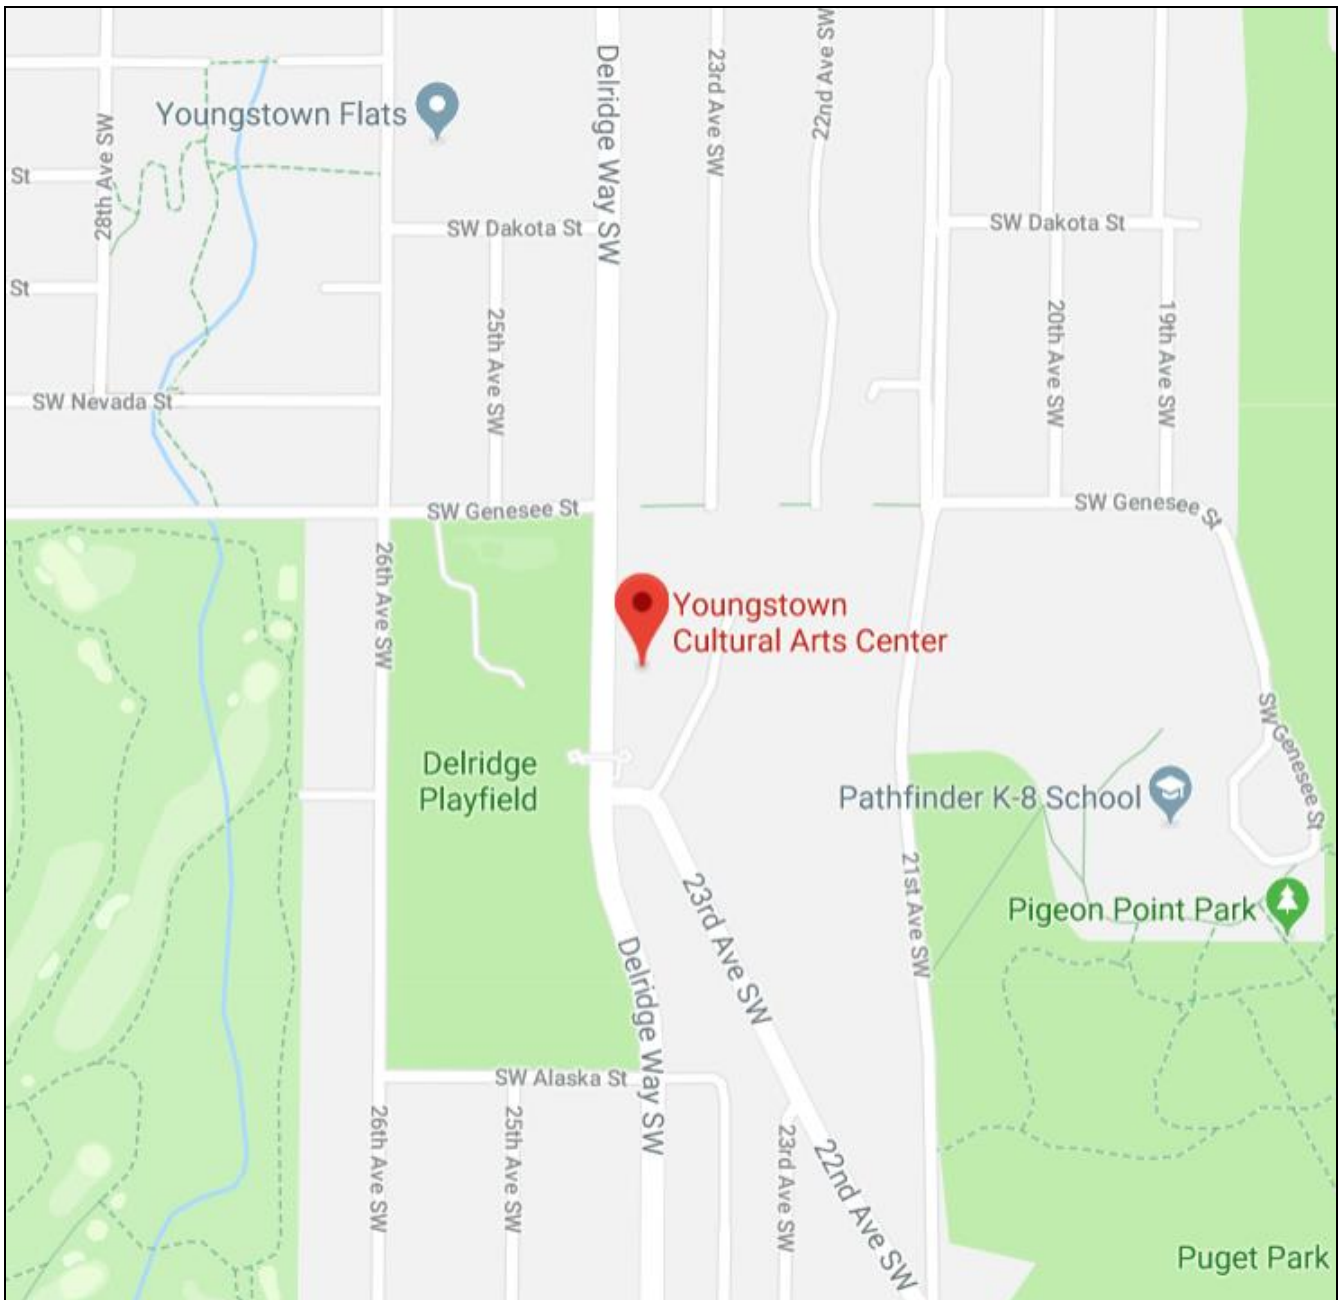 Delridge Way SW
23rd Ave SW
22nd Ave SW
Youngstown Flats
28th Ave SW
St
SW Dakota St
SW Dakota St
St
25th Ave SW
20th Ave SW
19th Ave SW
SW Nevada St
SW Genesee St
SW Genesee St
26th Ave SW
Youngstown
Cultural Arts Center
SW Genesee St
Delridge
Playfield
Pathfinder K-8 School
23rd Ave SW
21st Ave SW
Pigeon Point Park
Delridge Way SW
SW Alaska St
26th Ave SW
25th Ave SW
23rd Ave SW
22nd Ave SW
Puget Park